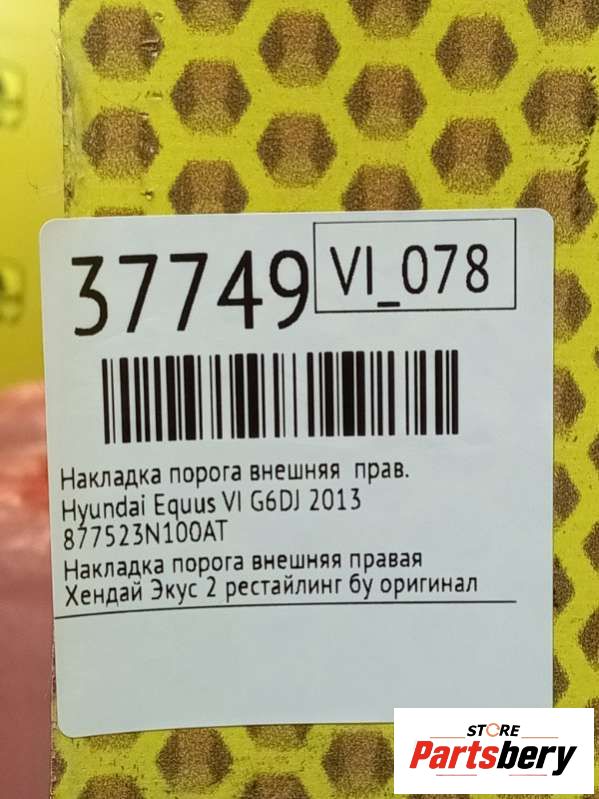 37749
VI_078
Накладка порога внешняя прав.
Hyundai Equus VI G6DJ 2013
877523N100AT
Накладка порога внешняя правая
Хендай Экус 2 рестайлинг бу оригинал
STORE
Partsbery